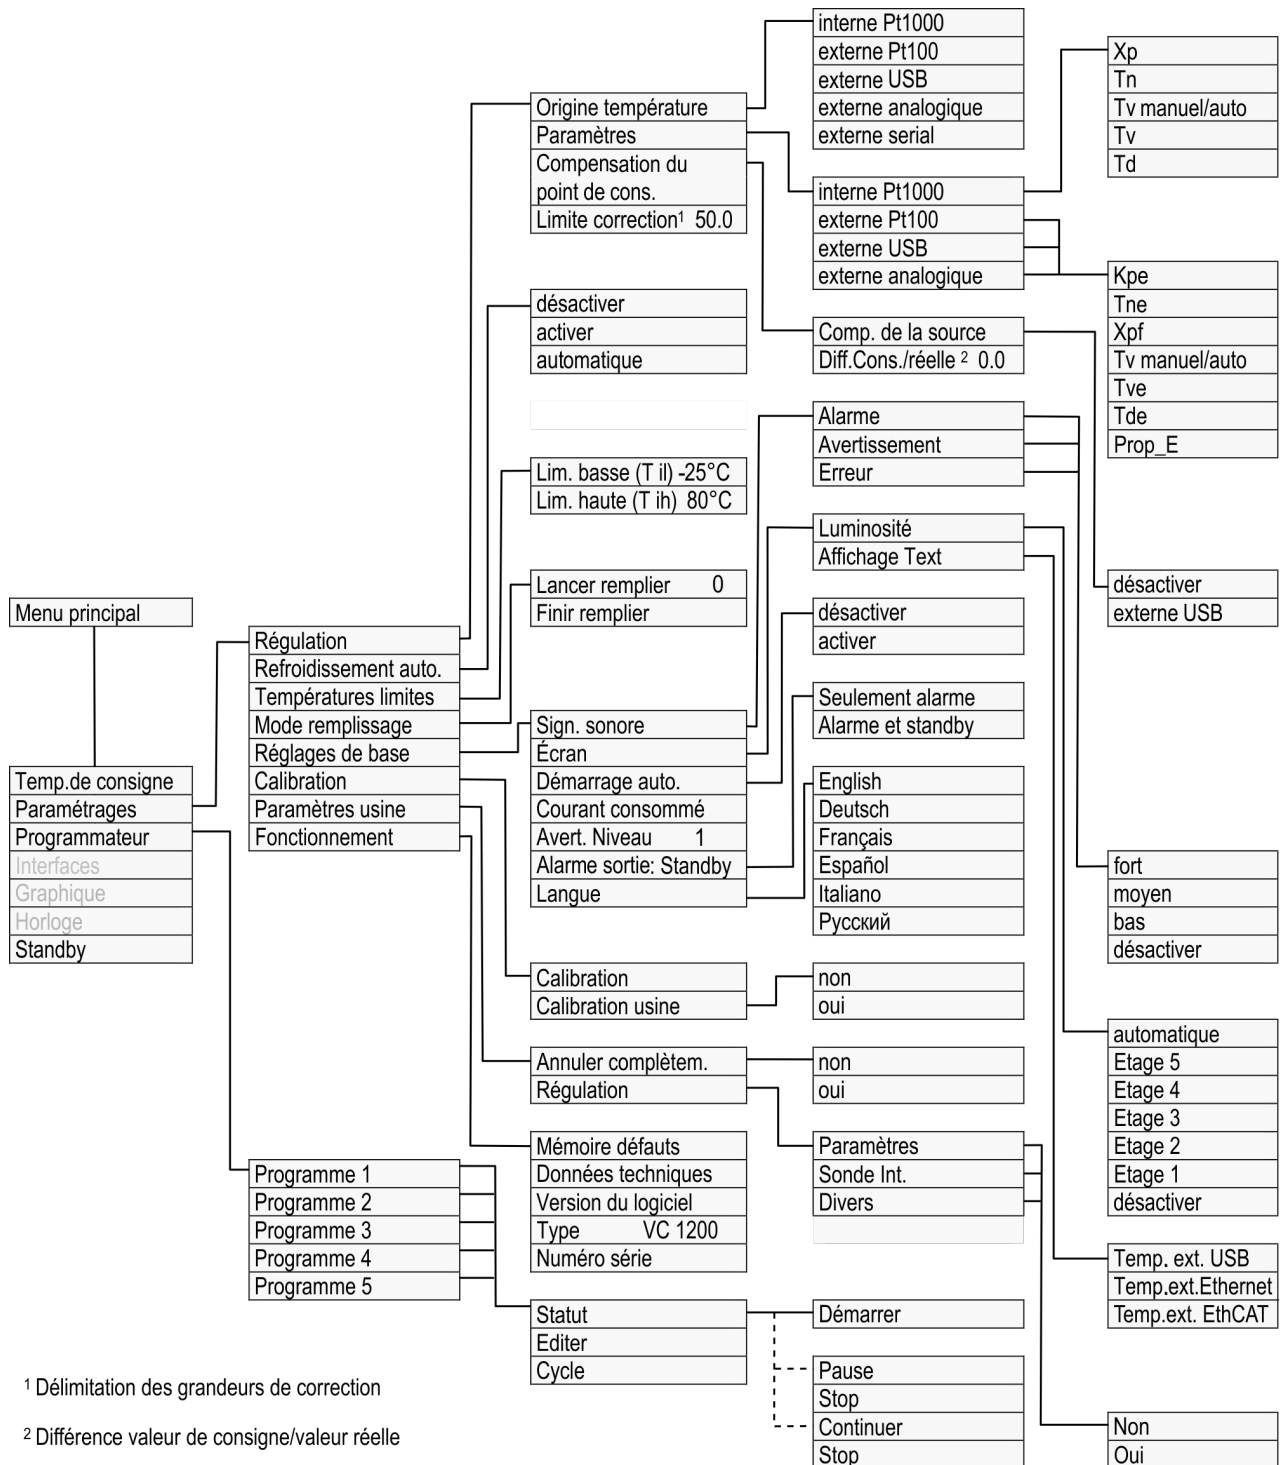 Menu principal
Temp.de consigne
Paramétrages
Programmateur
Interfaces
Graphique
Horloge
Standby
Régulation
Refroidissement auto.
Températures limites
Mode remplissage
Réglages de base
Calibration
Paramètres usine
Fonctionnement
Programme 1
Programme 2
Programme 3
Programme 4
Programme 5
Origine température
Paramètres
Compensation du
point de cons.
Limite correction¹ 50.0
désactiver
activer
automatique
Lim. basse (T il) -25°C
Lim. haute (T ih) 80°C
Lancer remplier 0
Finir remplier
Sign. sonore
Écran
Démarrage auto.
Courant consommé
Avert. Niveau 1
Alarme sortie: Standby
Langue
Calibration
Calibration usine
Annuler complètem.
Régulation
Mémoire défauts
Données techniques
Version du logiciel
Type VC 1200
Numéro série
Statut
Editer
Cycle
interne Pt1000
externe Pt100
externe USB
externe analogique
externe serial
interne Pt1000
externe Pt100
externe USB
externe analogique
Comp. de la source
Diff.Cons./réelle ² 0.0
Alarme
Avertissement
Erreur
Luminosité
Affichage Text
désactiver
activer
Seulement alarme
Alarme et standby
English
Deutsch
Français
Español
Italiano
Русский
non
oui
non
oui
Paramètres
Sonde Int.
Divers
Démarrer
Pause
Stop
Continuer
Stop
Xp
Tn
Tv manuel/auto
Tv
Td
Kpe
Tne
Xpf
Tv manuel/auto
Tve
Tde
Prop_E
désactiver
externe USB
fort
moyen
bas
désactiver
automatique
Etage 5
Etage 4
Etage 3
Etage 2
Etage 1
désactiver
Temp. ext. USB
Temp.ext.Ethernet
Temp.ext. EthCAT
Non
Oui
¹ Délimitation des grandeurs de correction
² Différence valeur de consigne/valeur réelle